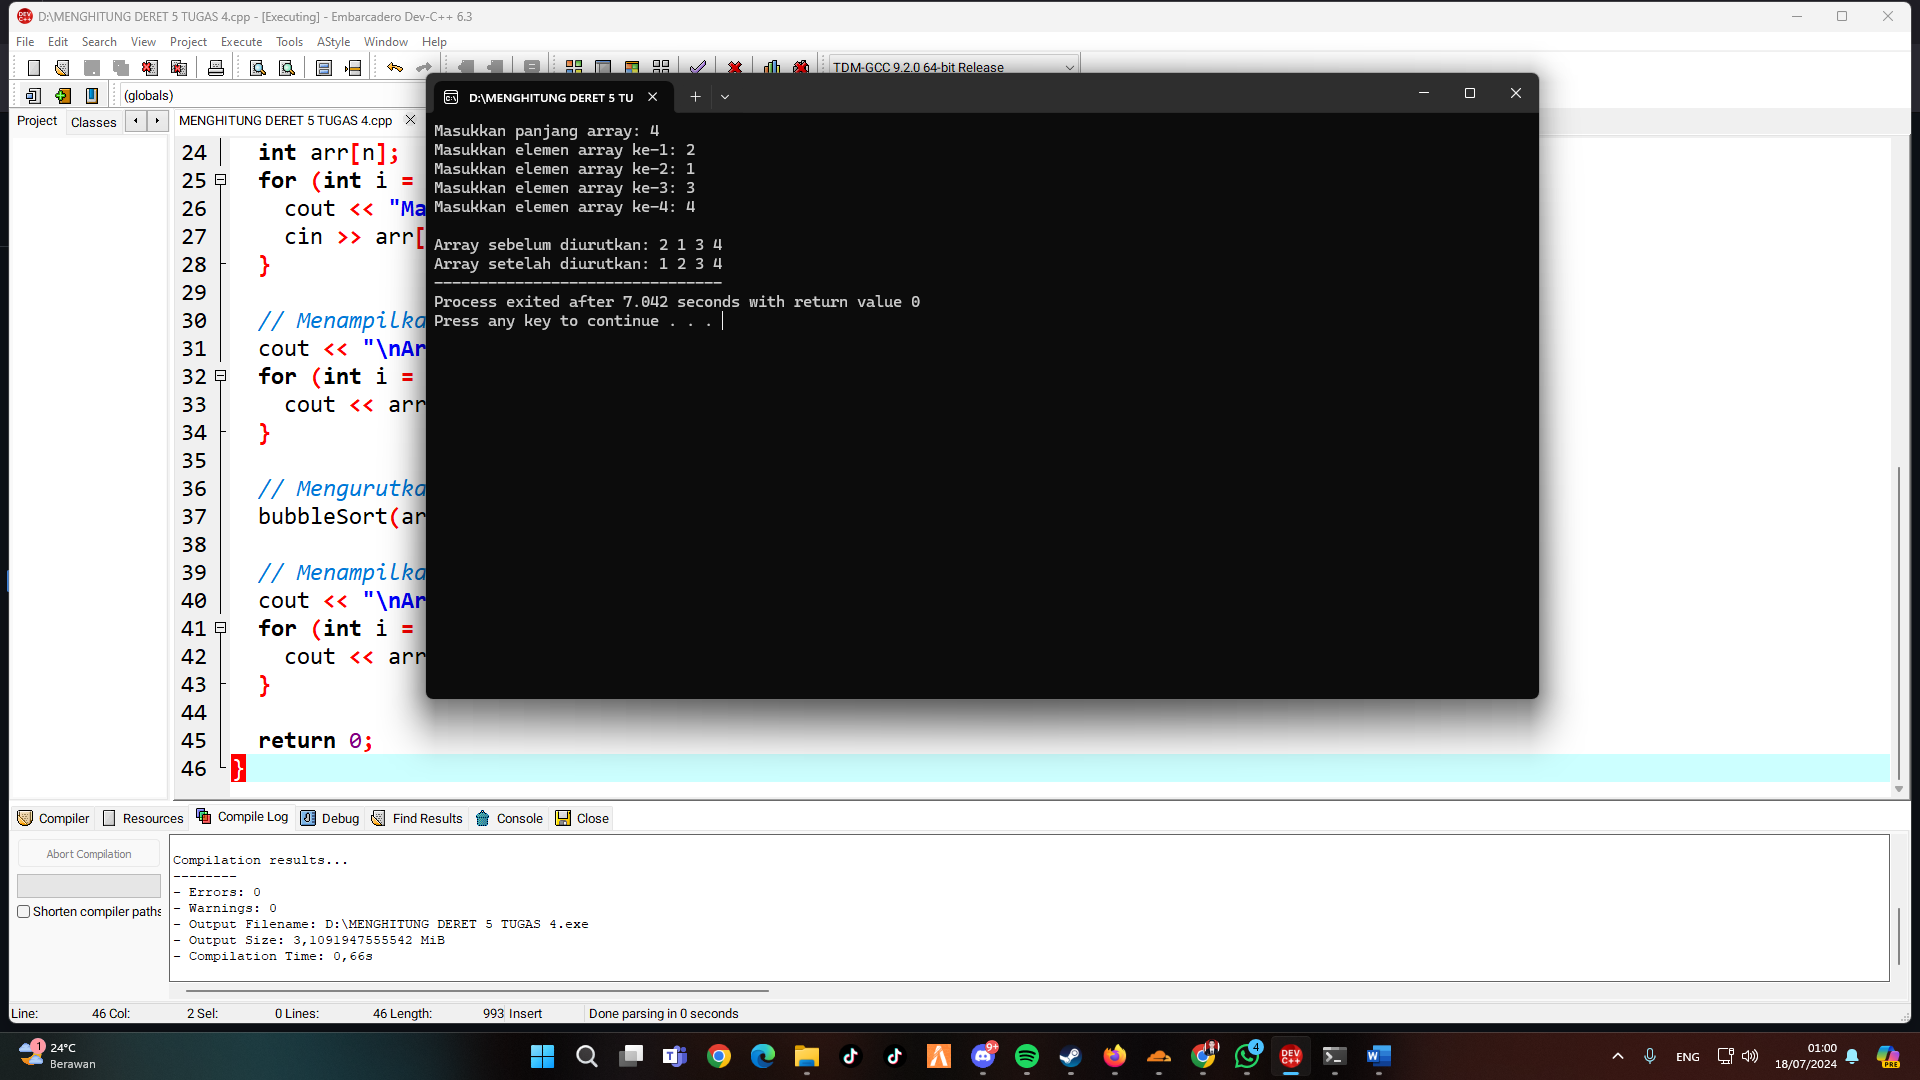 D:\MENGHITUNG DERET 5 TUGAS 4.cpp - [Executing] - Embarcadero Dev-C++ 6.3
File Edit Search View Project Execute Tools AStyle Window Help
TDM-GCC 9.2.0 64-bit Release
(globals)
Project Classes MENGHITUNG DERET 5 TUGAS 4.cpp
D:\MENGHITUNG DERET 5 TU
Masukkan panjang array: 4
Masukkan elemen array ke-1: 2
Masukkan elemen array ke-2: 1
Masukkan elemen array ke-3: 3
Masukkan elemen array ke-4: 4
Array sebelum diurutkan: 2 1 3 4
Array setelah diurutkan: 1 2 3 4
--------------------------------
Process exited after 7.042 seconds with return value 0
Press any key to continue . . .
24 int arr[n];
25 for (int i =
26 cout << "Ma
27 cin >> arr[
28 }
29
30 // Menampilka
31 cout << "\nAr
32 for (int i =
33 cout << arr
34 }
35
36 // Mengurutka
37 bubbleSort(ar
38
39 // Menampilka
40 cout << "\nAr
41 for (int i =
42 cout << arr
43 }
44
45 return 0;
46 }
Compiler Resources Compile Log Debug Find Results Console Close
Abort Compilation
Shorten compiler paths
Compilation results...
--------
- Errors: 0
- Warnings: 0
- Output Filename: D:\MENGHITUNG DERET 5 TUGAS 4.exe
- Output Size: 3,1091947555542 MiB
- Compilation Time: 0,66s
Line: 46 Col: 2 Sel: 0 Lines: 46 Length: 993 Insert Done parsing in 0 seconds
1
24°C
Berawan
9+
4
DEV C++
ENG
01:00
18/07/2024
PRE